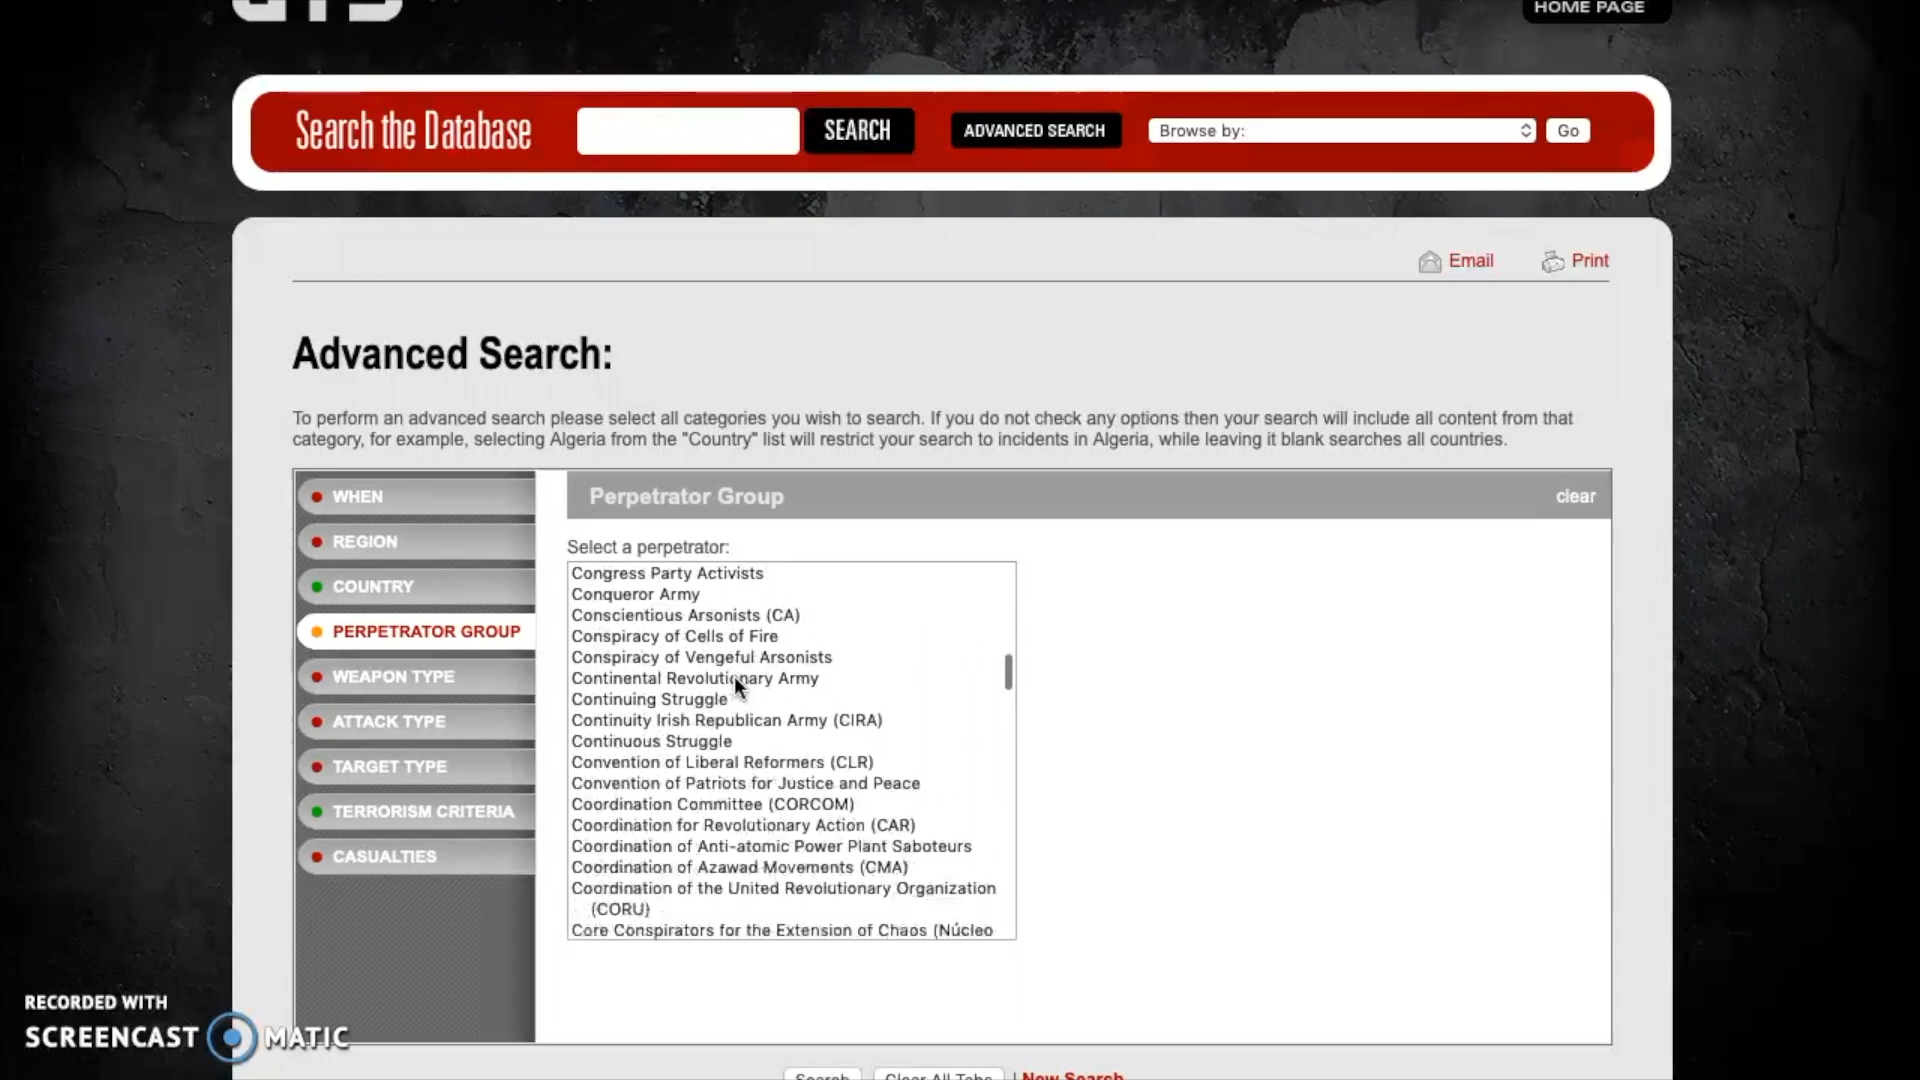 HOME PAGE
Search the Database
SEARCH
ADVANCED SEARCH
Browse by:
Go
Email
Print
Advanced Search:
To perform an advanced search please select all categories you wish to search. If you do not check any options then your search will include all content from that
category, for example, selecting Algeria from the "Country" list will restrict your search to incidents in Algeria, while leaving it blank searches all countries.
WHEN
REGION
COUNTRY
PERPETRATOR GROUP
WEAPON TYPE
ATTACK TYPE
TARGET TYPE
TERRORISM CRITERIA
CASUALTIES
Perpetrator Group
clear
Select a perpetrator:
Congress Party Activists
Conqueror Army
Conscientious Arsonists (CA)
Conspiracy of Cells of Fire
Conspiracy of Vengeful Arsonists
Continental Revolutionary Army
Continuing Struggle
Continuity Irish Republican Army (CIRA)
Continuous Struggle
Convention of Liberal Reformers (CLR)
Convention of Patriots for Justice and Peace
Coordination Committee (CORCOM)
Coordination for Revolutionary Action (CAR)
Coordination of Anti-atomic Power Plant Saboteurs
Coordination of Azawad Movements (CMA)
Coordination of the United Revolutionary Organization
(CORU)
Core Conspirators for the Extension of Chaos (Núcleo
Search
Clear All Tabs
| New Search
RECORDED WITH
SCREENCAST MATIC